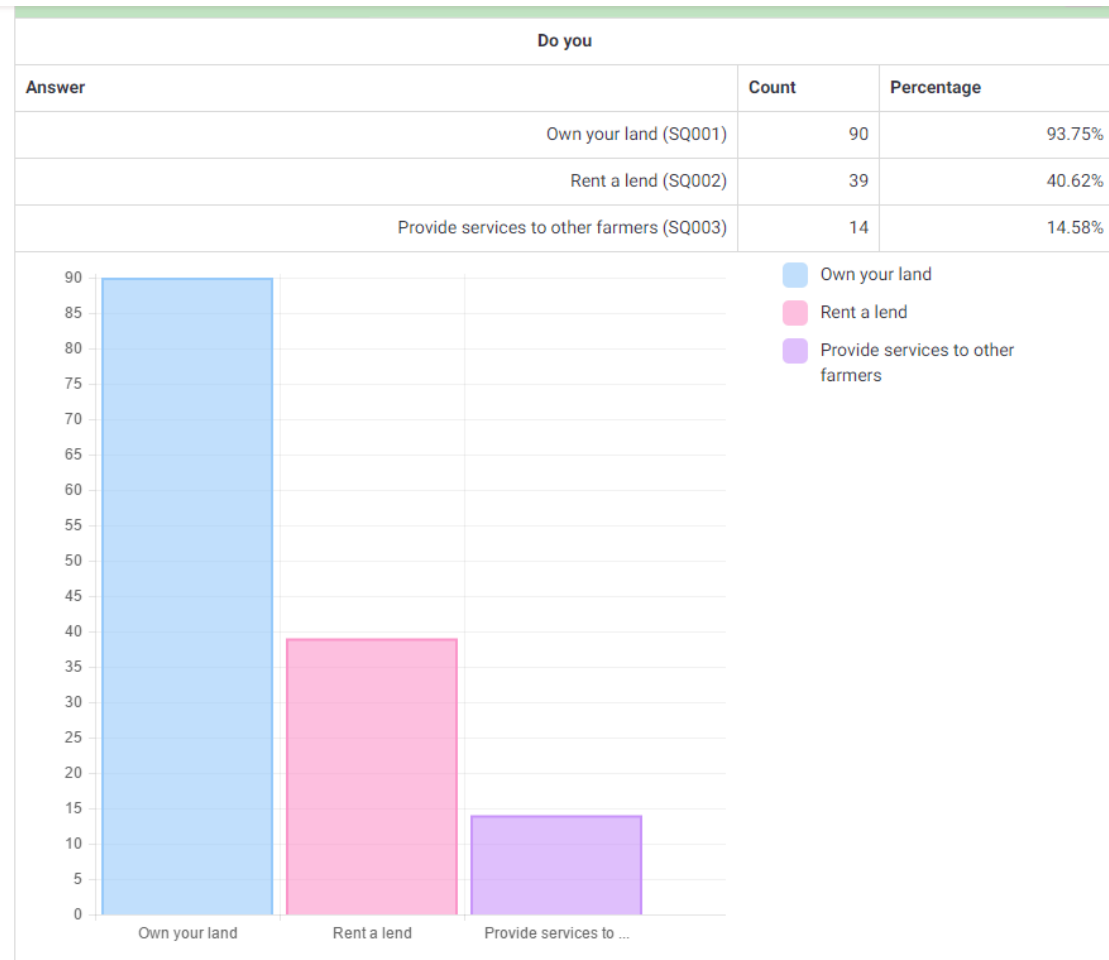 Do you
Answer Count Percentage
Own your land (SQ001) 90 93.75%
Rent a lend (SQ002) 39 40.62%
Provide services to other farmers (SQ003) 14 14.58%
Own your land
Rent a lend
Provide services to other
farmers
90
85
80
75
70
65
60
55
50
45
40
35
30
25
20
15
10
5
0
Own your land Rent a lend Provide services to ...